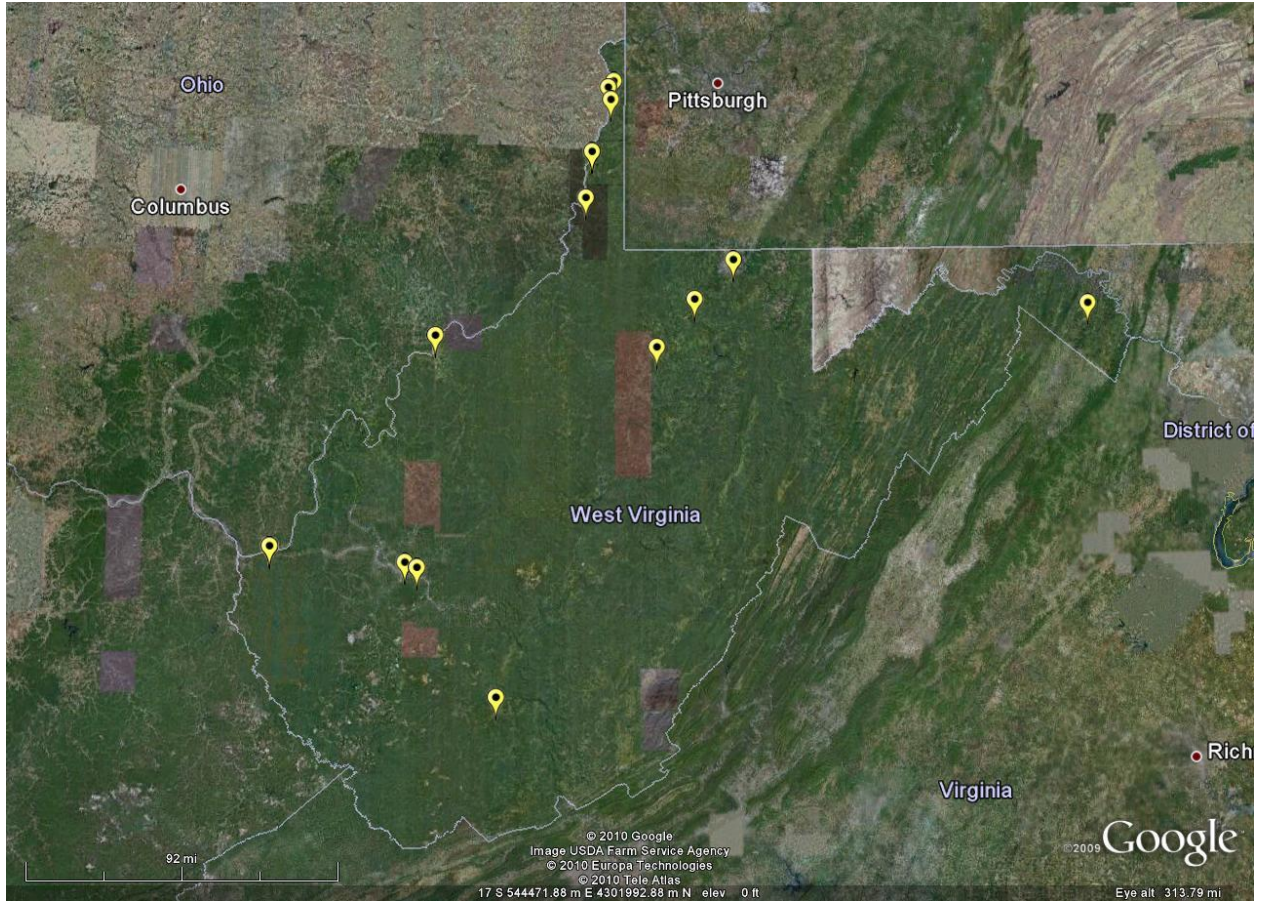 Ohio
Pittsburgh
Columbus
District of
West Virginia
Rich
Virginia
© 2010 Google
Image USDA Farm Service Agency
© 2010 Europa Technologies
© 2010 Tele Atlas
©2009 Google
92 mi
17 S 544471.88 m E 4301992.88 m N elev 0 ft
Eye alt 313.79 mi